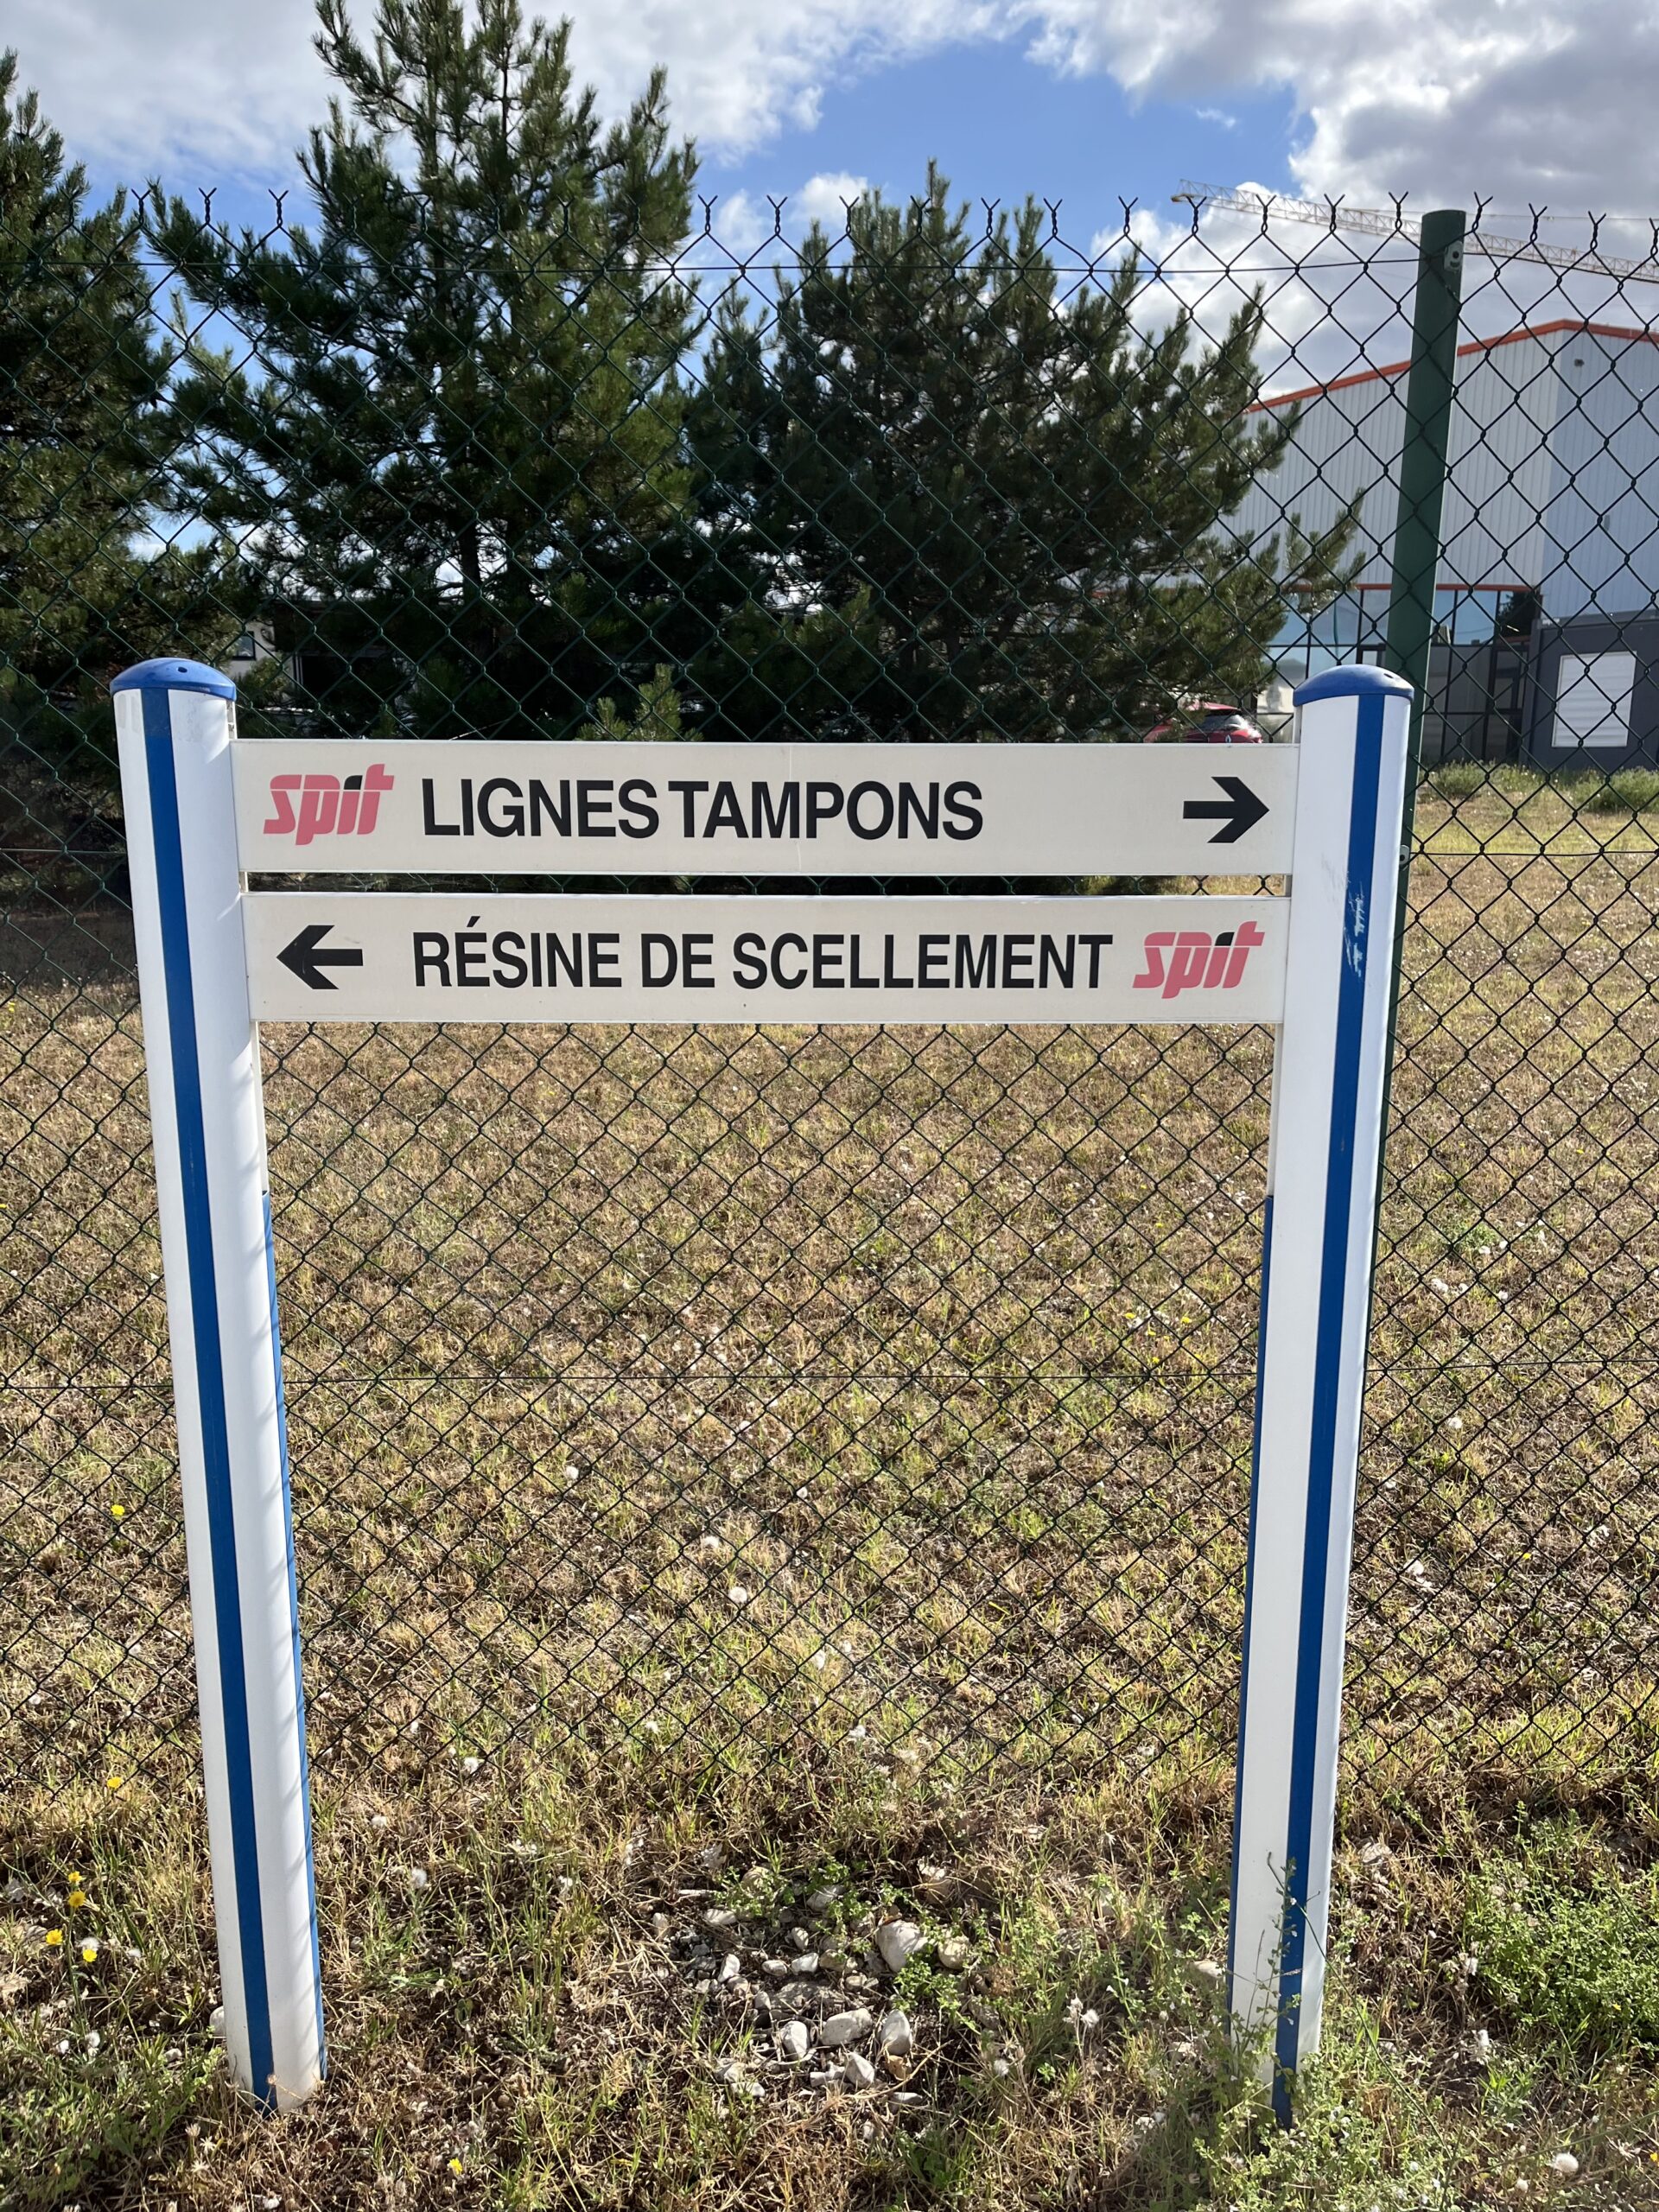 spit LIGNES TAMPONS →
← RÉSINE DE SCELLEMENT spit